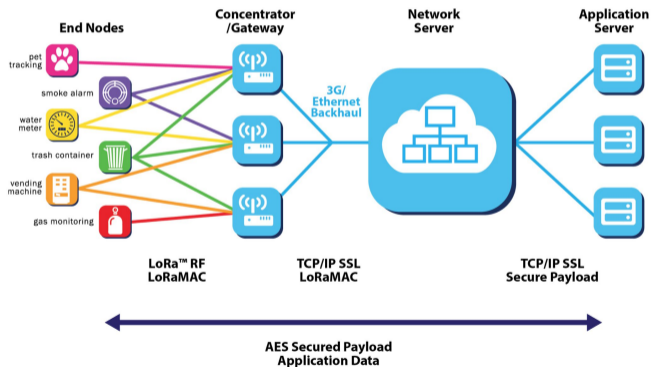 End Nodes
Concentrator
/Gateway
Network
Server
Application
Server
pet
tracking
smoke alarm
water
meter
trash container
vending
machine
gas monitoring
3G/
Ethernet
Backhaul
LoRa™ RF
LoRaMAC
TCP/IP SSL
LoRaMAC
TCP/IP SSL
Secure Payload
AES Secured Payload
Application Data